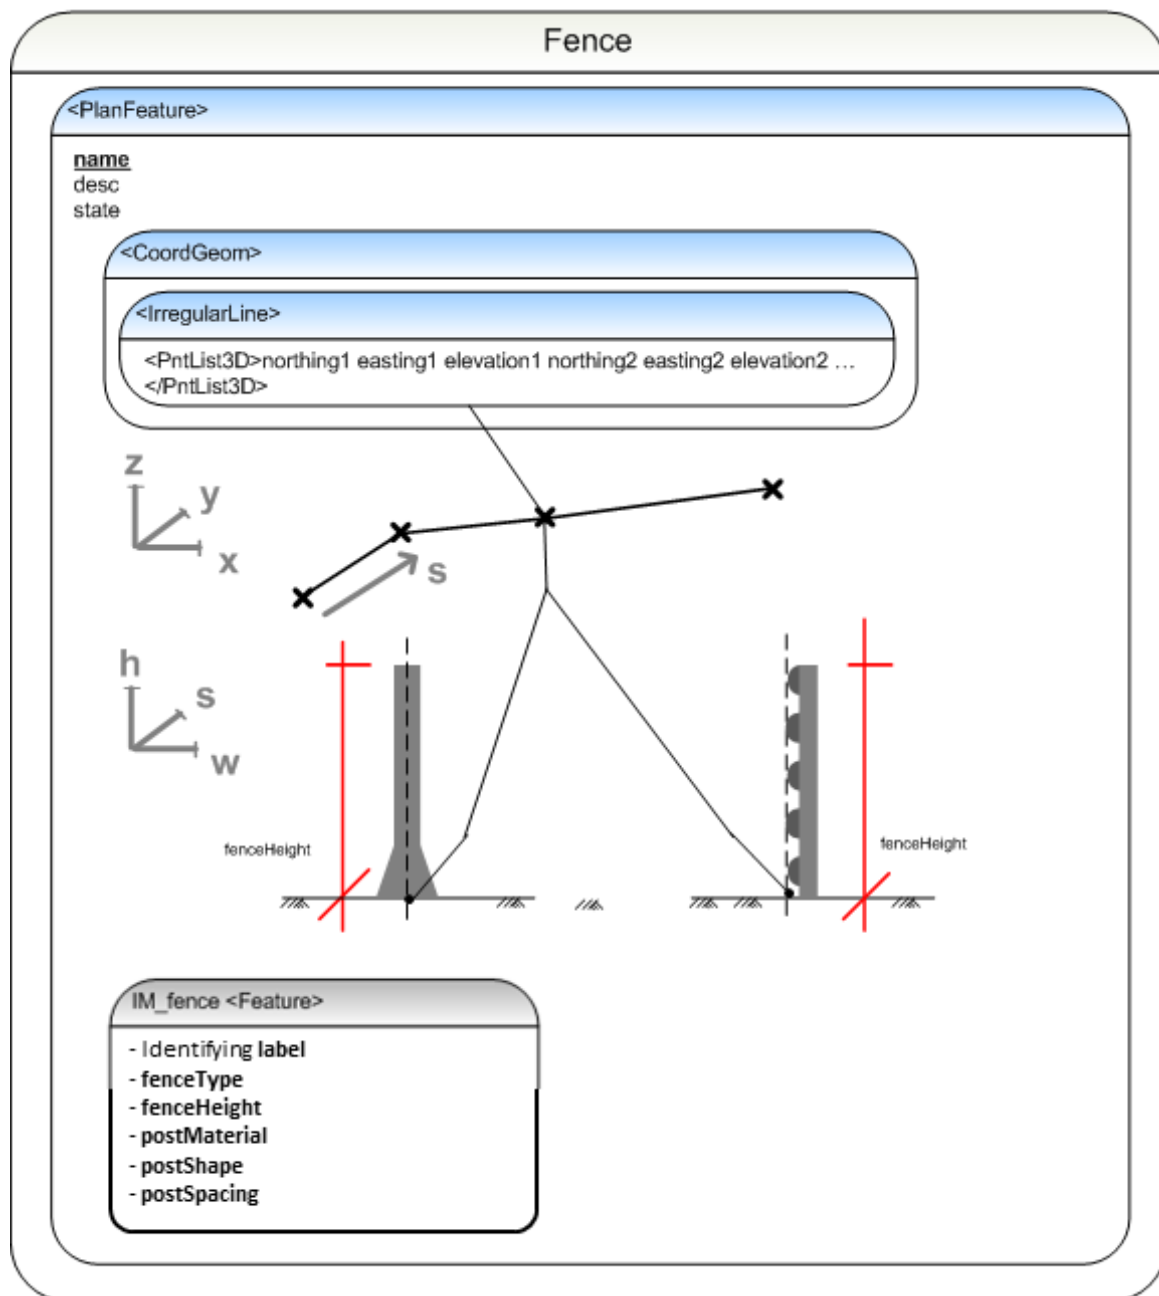 Fence
<PlanFeature>
name
desc
state
<CoordGeom>
<IrregularLine>
<PntList3D>northing1 easting1 elevation1 northing2 easting2 elevation2 ...
</PntList3D>
z
y
x
s
h
s
w
fenceHeight
fenceHeight
IM_fence <Feature>
- Identifying label
- fenceType
- fenceHeight
- postMaterial
- postShape
- postSpacing